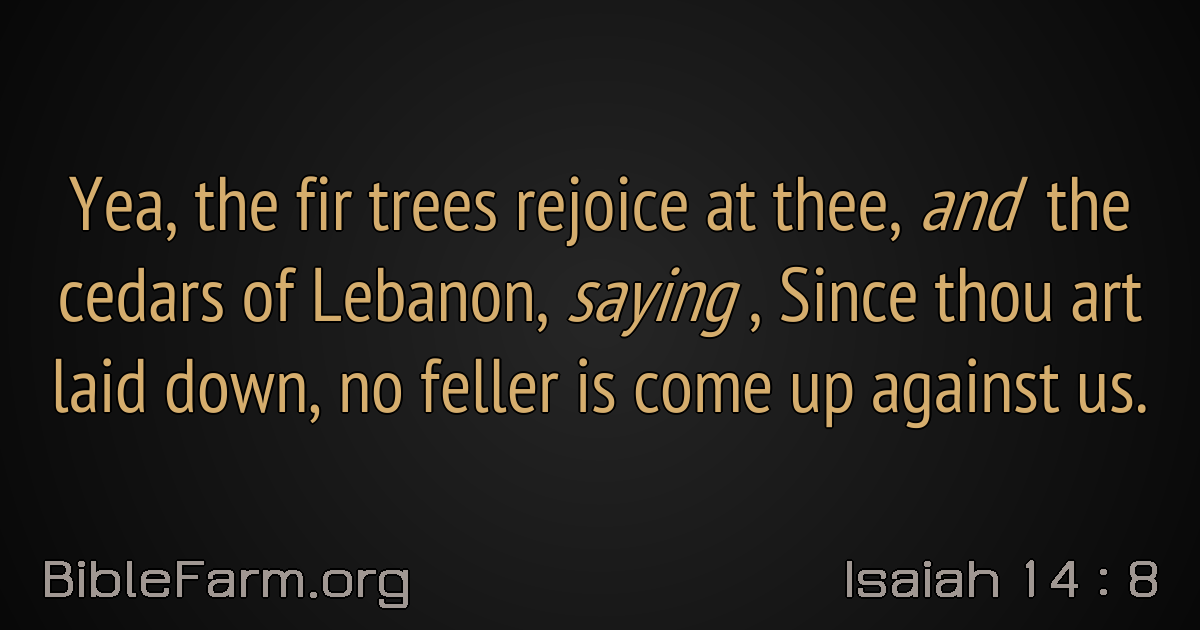 Yea, the fir trees rejoice at thee, and the
cedars of Lebanon, saying , Since thou art
laid down, no feller is come up against us.
BibleFarm.org
Isaiah 14 : 8